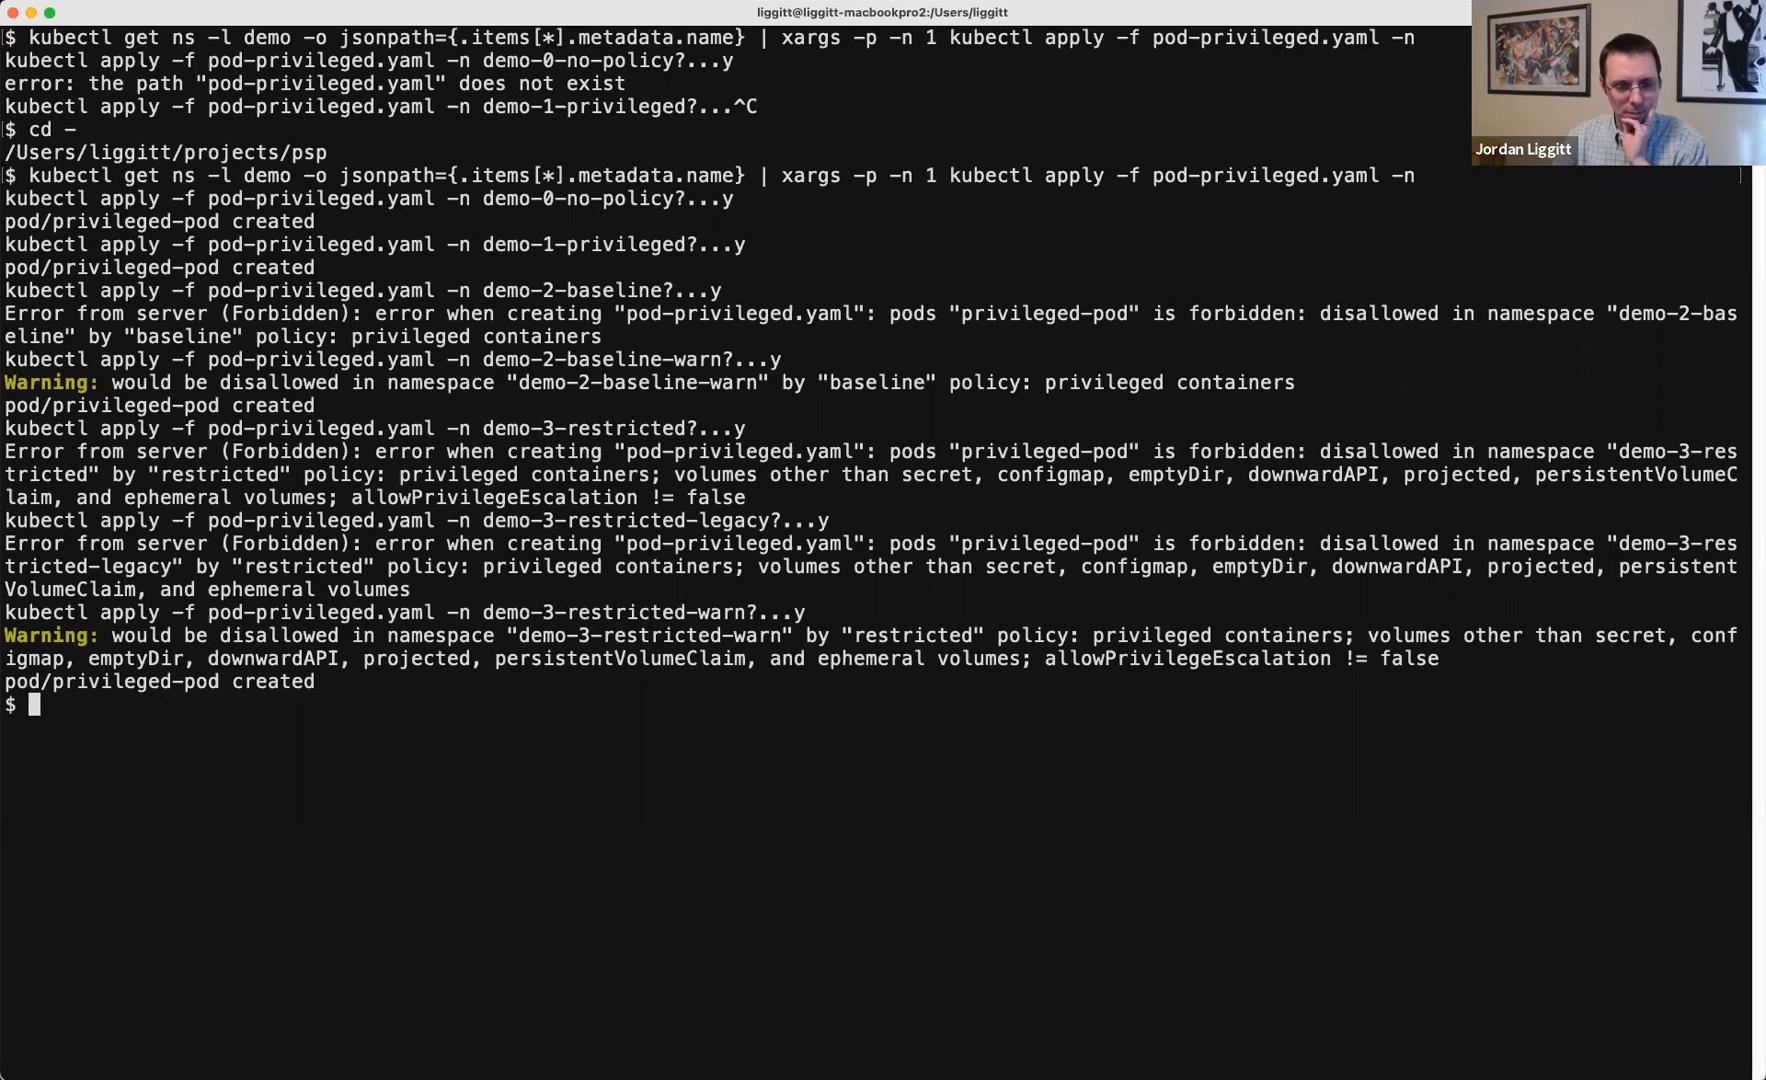 liggitt@liggitt-macbookpro2:/Users/liggitt
[$ kubectl get ns -l demo -o jsonpath={.items[*].metadata.name} | xargs -p -n 1 kubectl apply -f pod-privileged.yaml -n
kubectl apply -f pod-privileged.yaml -n demo-0-no-policy?...y
error: the path "pod-privileged.yaml" does not exist
kubectl apply -f pod-privileged.yaml -n demo-1-privileged?...^C
[$ cd -
/Users/liggitt/projects/psp
[$ kubectl get ns -l demo -o jsonpath={.items[*].metadata.name} | xargs -p -n 1 kubectl apply -f pod-privileged.yaml -n ]
kubectl apply -f pod-privileged.yaml -n demo-0-no-policy?...y
pod/privileged-pod created
kubectl apply -f pod-privileged.yaml -n demo-1-privileged?...y
pod/privileged-pod created
kubectl apply -f pod-privileged.yaml -n demo-2-baseline?...y
Error from server (Forbidden): error when creating "pod-privileged.yaml": pods "privileged-pod" is forbidden: disallowed in namespace "demo-2-bas
eline" by "baseline" policy: privileged containers
kubectl apply -f pod-privileged.yaml -n demo-2-baseline-warn?...y
Warning: would be disallowed in namespace "demo-2-baseline-warn" by "baseline" policy: privileged containers
pod/privileged-pod created
kubectl apply -f pod-privileged.yaml -n demo-3-restricted?...y
Error from server (Forbidden): error when creating "pod-privileged.yaml": pods "privileged-pod" is forbidden: disallowed in namespace "demo-3-res
tricted" by "restricted" policy: privileged containers; volumes other than secret, configmap, emptyDir, downwardAPI, projected, persistentVolumeC
laim, and ephemeral volumes; allowPrivilegeEscalation != false
kubectl apply -f pod-privileged.yaml -n demo-3-restricted-legacy?...y
Error from server (Forbidden): error when creating "pod-privileged.yaml": pods "privileged-pod" is forbidden: disallowed in namespace "demo-3-res
tricted-legacy" by "restricted" policy: privileged containers; volumes other than secret, configmap, emptyDir, downwardAPI, projected, persistent
VolumeClaim, and ephemeral volumes
kubectl apply -f pod-privileged.yaml -n demo-3-restricted-warn?...y
Warning: would be disallowed in namespace "demo-3-restricted-warn" by "restricted" policy: privileged containers; volumes other than secret, conf
igmap, emptyDir, downwardAPI, projected, persistentVolumeClaim, and ephemeral volumes; allowPrivilegeEscalation != false
pod/privileged-pod created
$
Jordan Liggitt